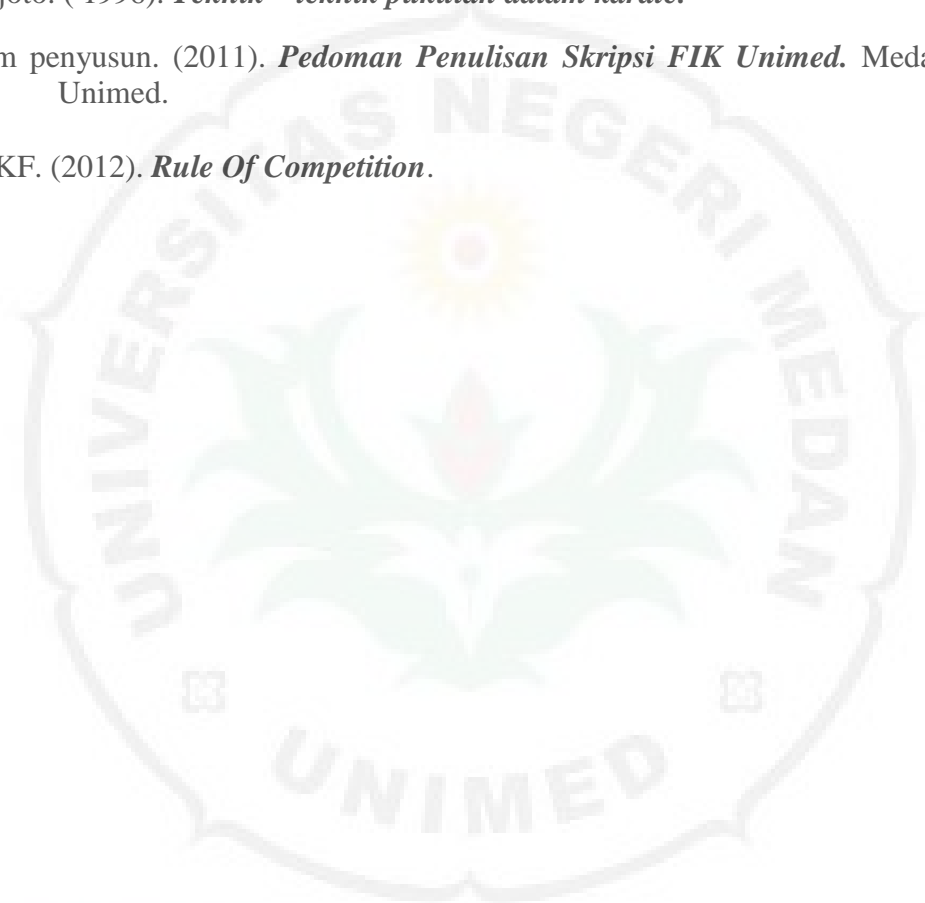 joto. ( 1996). Teknik – teknik pukulan dalam karate.
m penyusun. (2011). Pedoman Penulisan Skripsi FIK Unimed. Meda
Unimed.
KF. (2012). Rule Of Competition.
UNIVERSITAS NEGERI MEDAN
UNIMED